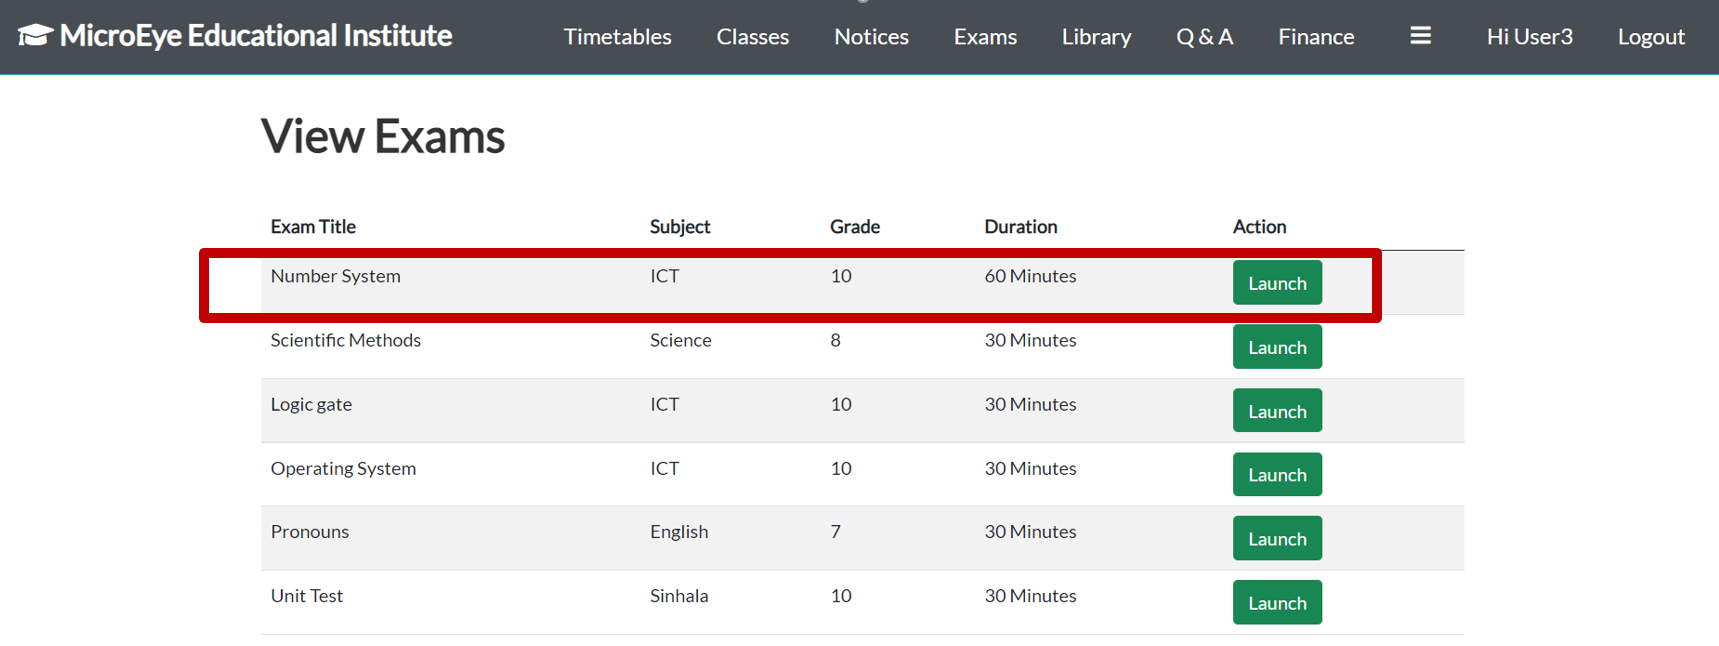 MicroEye Educational Institute Timetables Classes Notices Exams Library Q & A Finance Hi User3 Logout
View Exams
Exam Title Subject Grade Duration Action
Number System ICT 10 60 Minutes Launch
Scientific Methods Science 8 30 Minutes Launch
Logic gate ICT 10 30 Minutes Launch
Operating System ICT 10 30 Minutes Launch
Pronouns English 7 30 Minutes Launch
Unit Test Sinhala 10 30 Minutes Launch